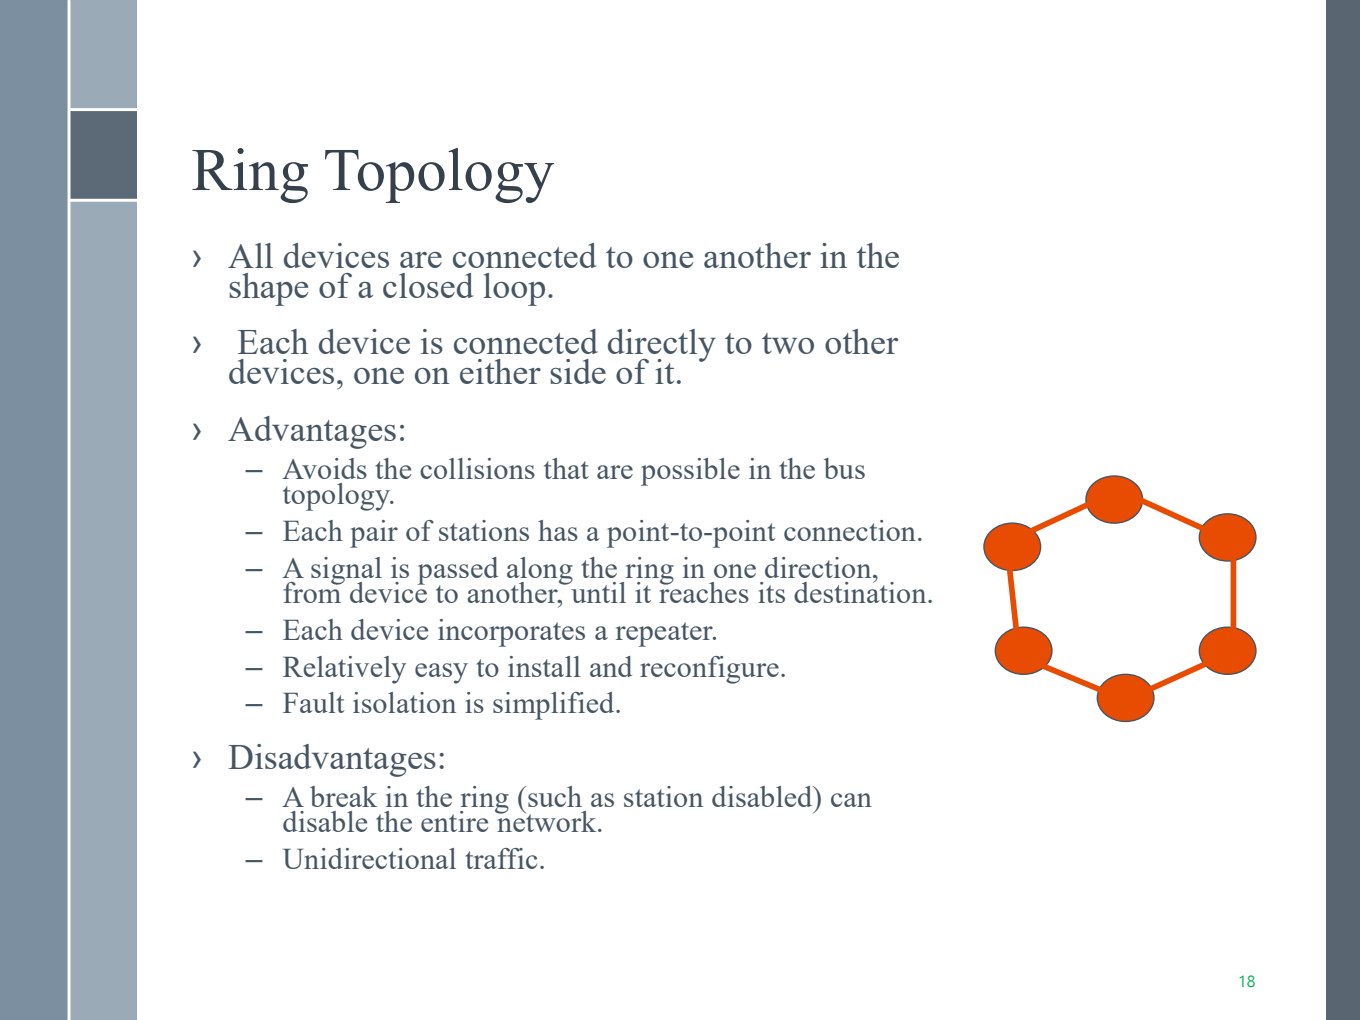 Ring Topology
› All devices are connected to one another in the
shape of a closed loop.
› Each device is connected directly to two other
devices, one on either side of it.
› Advantages:
– Avoids the collisions that are possible in the bus
topology.
– Each pair of stations has a point-to-point connection.
– A signal is passed along the ring in one direction,
from device to another, until it reaches its destination.
– Each device incorporates a repeater.
– Relatively easy to install and reconfigure.
– Fault isolation is simplified.
› Disadvantages:
– A break in the ring (such as station disabled) can
disable the entire network.
– Unidirectional traffic.
18